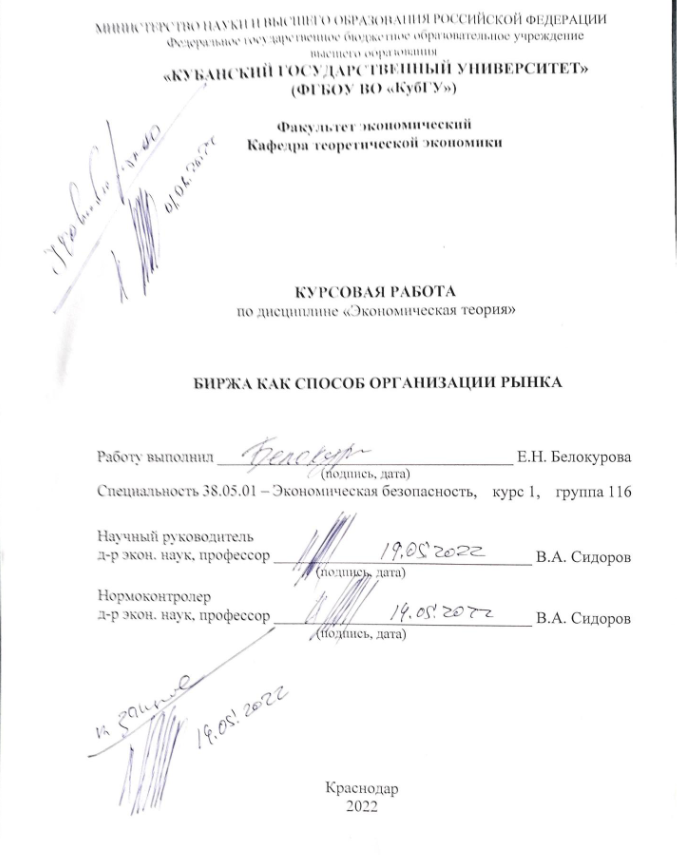 МИНИСТЕРСТВО НАУКИ И ВЫСШЕГО ОБРАЗОВАНИЯ РОССИЙСКОЙ ФЕДЕРАЦИИ
Федеральное государственное бюджетное образовательное учреждение
высшего образования
«КУБАНСКИЙ ГОСУДАРСТВЕННЫЙ УНИВЕРСИТЕТ»
(ФГБОУ ВО «КубГУ»)
Факультет экономический
Кафедра теоретической экономики
КУРСОВАЯ РАБОТА
по дисциплине «Экономическая теория»
БИРЖА КАК СПОСОБ ОРГАНИЗАЦИИ РЫНКА
Работу выполнил Белокур Е.Н. Белокурова
(подпись, дата)
Специальность 38.05.01 – Экономическая безопасность, курс 1, группа 116
Научный руководитель
д-р экон. наук, профессор 19.05.2022 В.А. Сидоров
(подпись, дата)
Нормоконтролер
д-р экон. наук, профессор 19.05.2022 В.А. Сидоров
(подпись, дата)
к защите
19.05.2022
Краснодар
2022